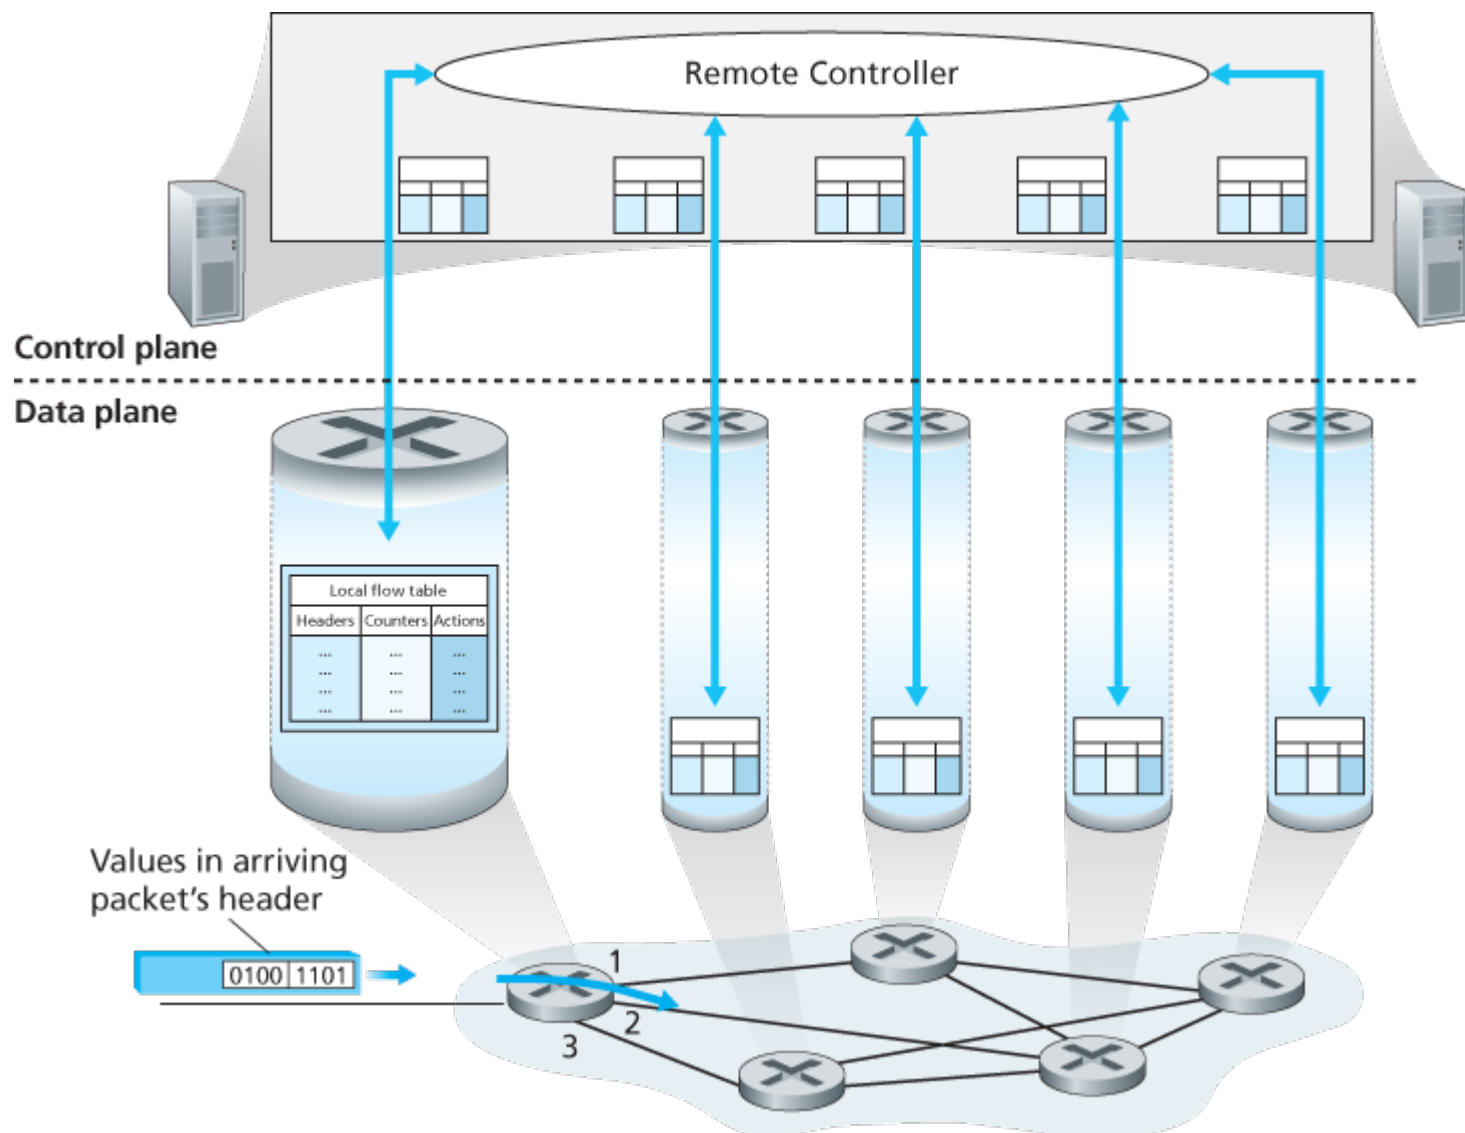 Remote Controller
Control plane
Data plane
Local flow table
Headers Counters Actions
... ... ...
... ... ...
... ... ...
... ... ...
Values in arriving
packet's header
0100 1101
1
2
3